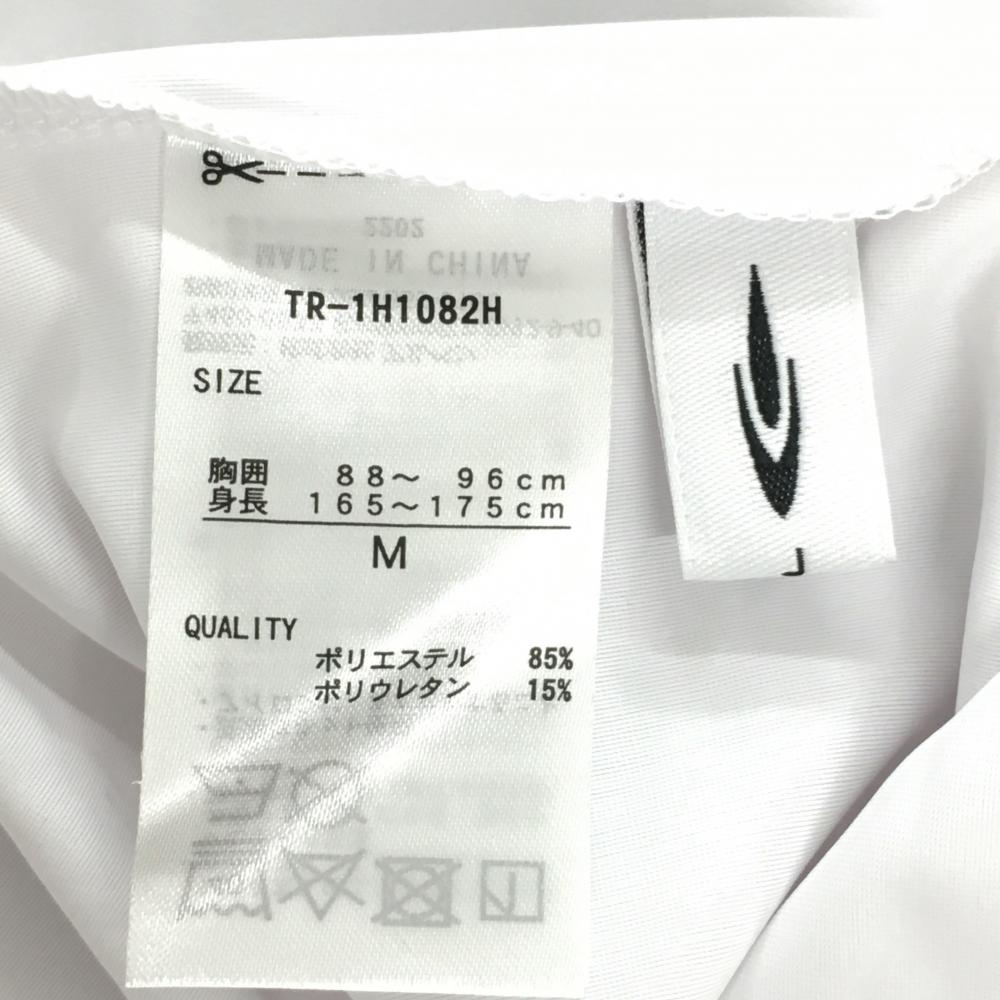 2202
MADE IN CHINA
TR-1H1082H
SIZE
胸囲 88〜 96cm
身長 165〜175cm
M
QUALITY
ポリエステル 85%
ポリウレタン 15%